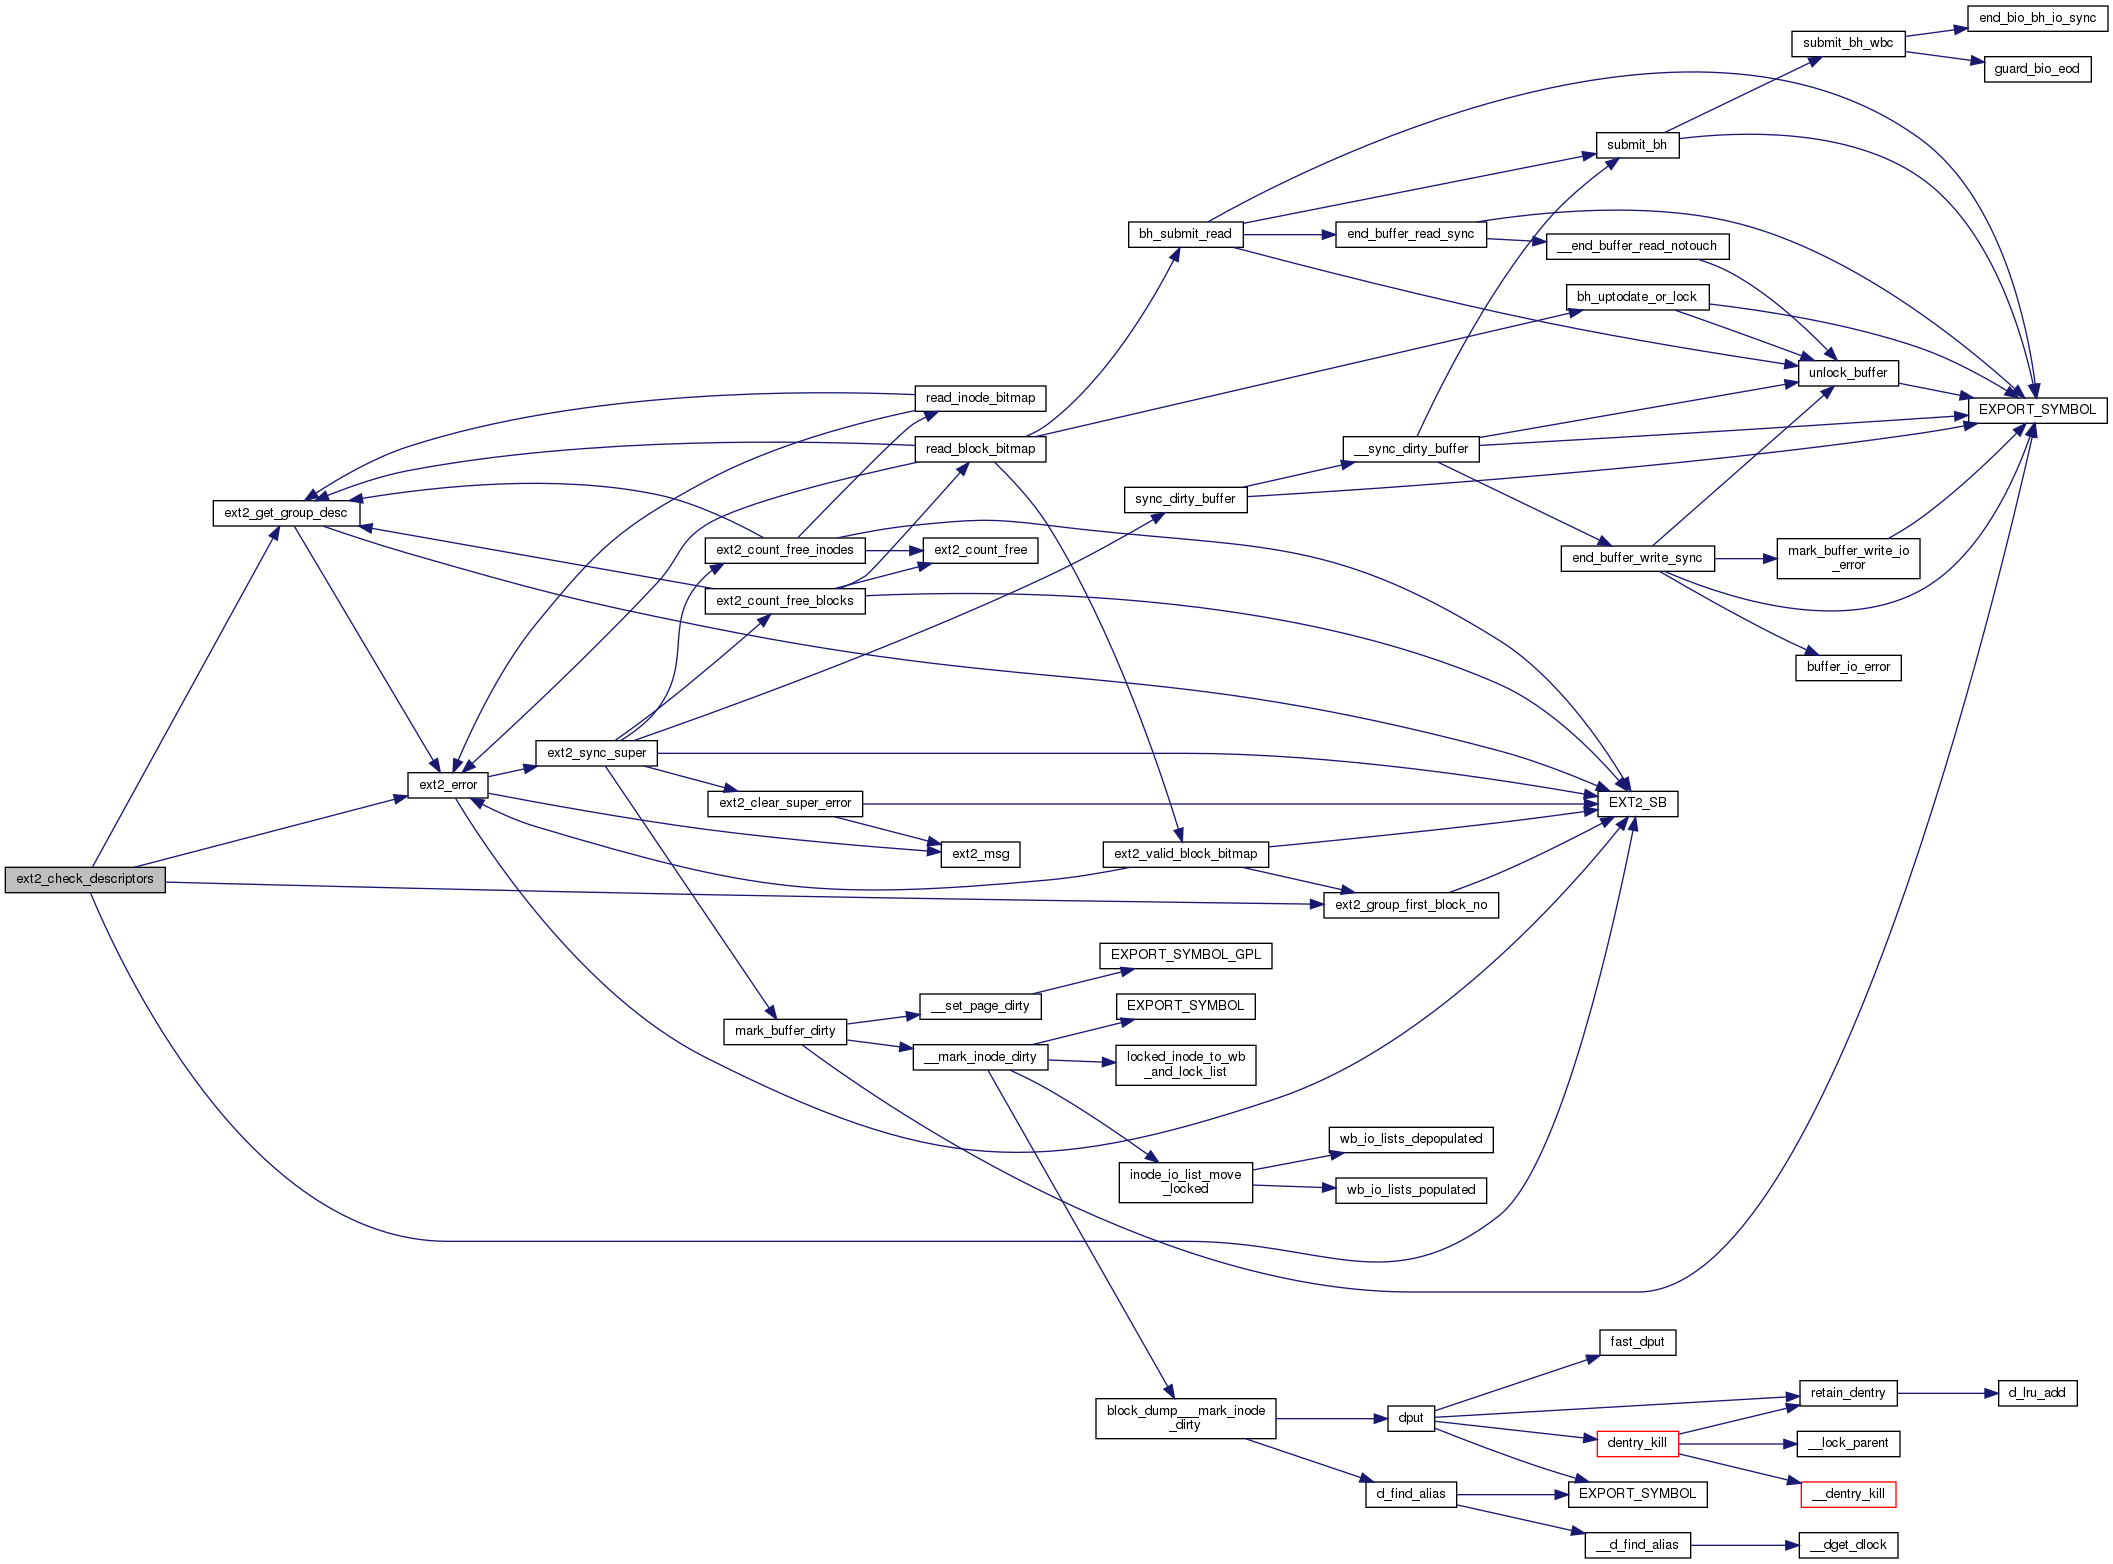 end_bio_bh_io_sync
submit_bh_wbc
guard_bio_eod
submit_bh
bh_submit_read
end_buffer_read_sync
__end_buffer_read_notouch
bh_uptodate_or_lock
unlock_buffer
read_inode_bitmap
EXPORT_SYMBOL
read_block_bitmap
__sync_dirty_buffer
sync_dirty_buffer
ext2_get_group_desc
ext2_count_free_inodes
ext2_count_free
end_buffer_write_sync
mark_buffer_write_io
_error
ext2_count_free_blocks
buffer_io_error
ext2_sync_super
ext2_error
ext2_clear_super_error
EXT2_SB
ext2_msg
ext2_valid_block_bitmap
ext2_check_descriptors
ext2_group_first_block_no
EXPORT_SYMBOL_GPL
__set_page_dirty
EXPORT_SYMBOL
mark_buffer_dirty
__mark_inode_dirty
locked_inode_to_wb
_and_lock_list
wb_io_lists_depopulated
inode_io_list_move
_locked
wb_io_lists_populated
fast_dput
retain_dentry
d_lru_add
block_dump___mark_inode
_dirty
dput
dentry_kill
__lock_parent
d_find_alias
EXPORT_SYMBOL
__dentry_kill
__d_find_alias
__dget_dlock